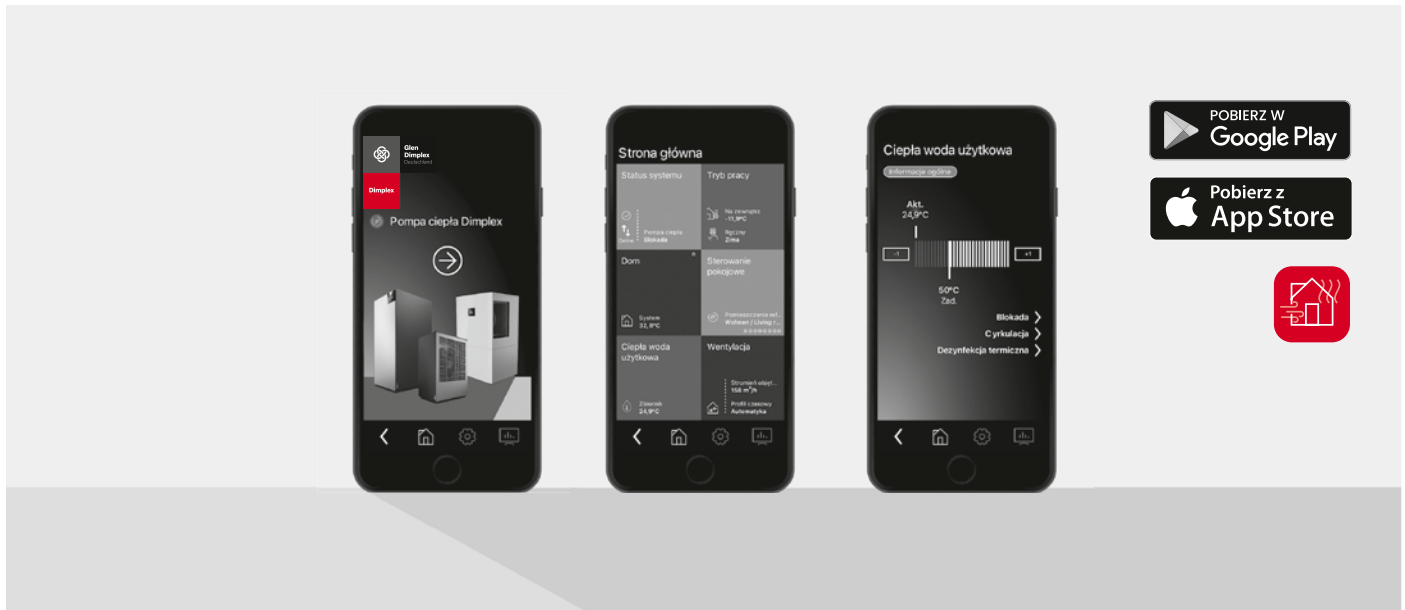 Glen
Dimplex
Deutschland
Dimplex
Pompa ciepła Dimplex
Strona główna
Status systemu
Tryb pracy
Na zewnątrz
-11,9°C
Pompa ciepła
Blokada
Ręczny
Zima
Dom
Sterowanie
pokojowe
System
32,8°C
Pomieszczenie ref...
Wohnen / Living r...
Ciepła woda
użytkowa
Wentylacja
Strumień objęt...
158 m³/h
Zbiornik
24,9°C
Profil czasowy
Automatyka
Ciepła woda użytkowa
Informacje ogólne
Akt.
24,9°C
-1
+1
50°C
Zad.
Blokada
Cyrkulacja
Dezynfekcja termiczna
POBIERZ W
Google Play
Pobierz z
App Store